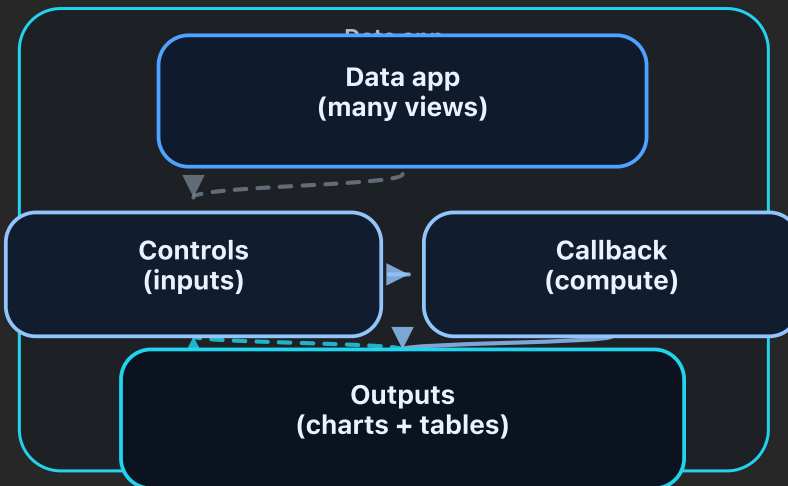 Data app
(many views)
Controls
(inputs)
Callback
(compute)
Outputs
(charts + tables)